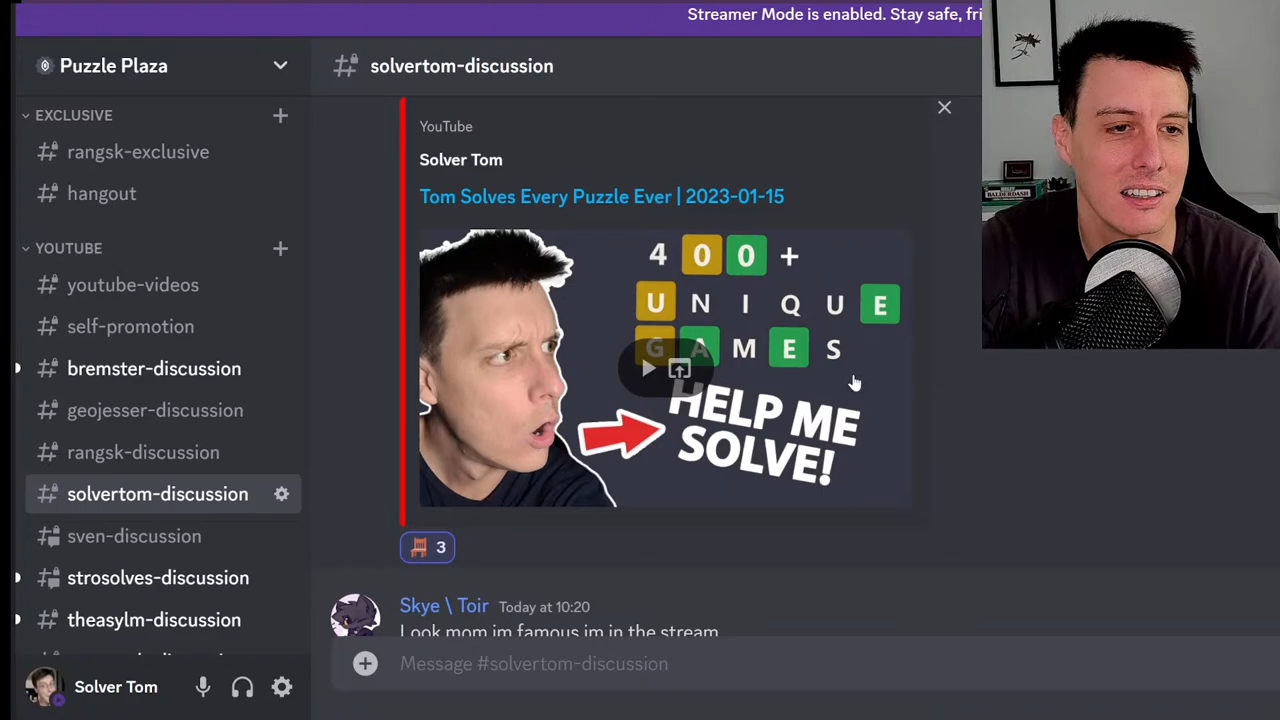 Streamer Mode is enabled. Stay safe, fri
Puzzle Plaza
solvertom-discussion
EXCLUSIVE
rangsk-exclusive
hangout
YOUTUBE
youtube-videos
self-promotion
bremster-discussion
geojesser-discussion
rangsk-discussion
solvertom-discussion
sven-discussion
strosolves-discussion
theasylm-discussion
Solver Tom
YouTube
Solver Tom
Tom Solves Every Puzzle Ever | 2023-01-15
400+
UNIQUE
GAMES
HELP ME
SOLVE!
3
Skye \ Toir Today at 10:20
Look mom im famous im in the stream
Message #solvertom-discussion
BALDERDASH